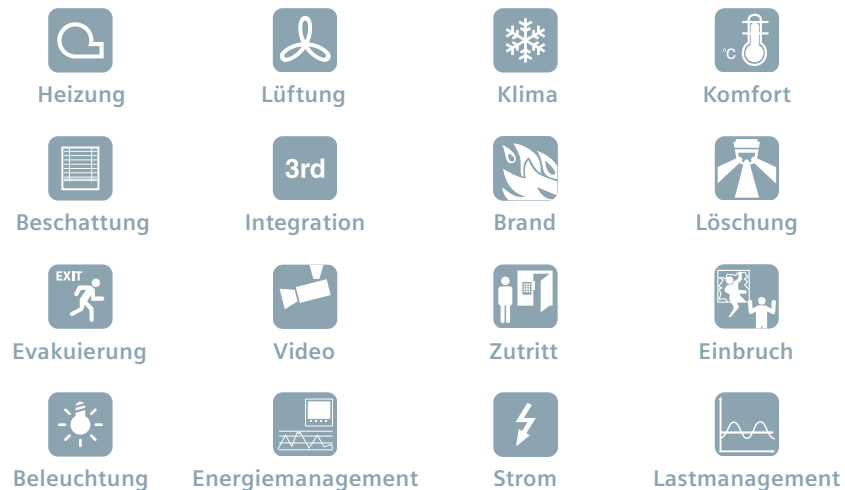 °C
Heizung Lüftung Klima Komfort
3rd
Beschattung Integration Brand Löschung
EXIT
Evakuierung Video Zutritt Einbruch
Beleuchtung Energiemanagement Strom Lastmanagement